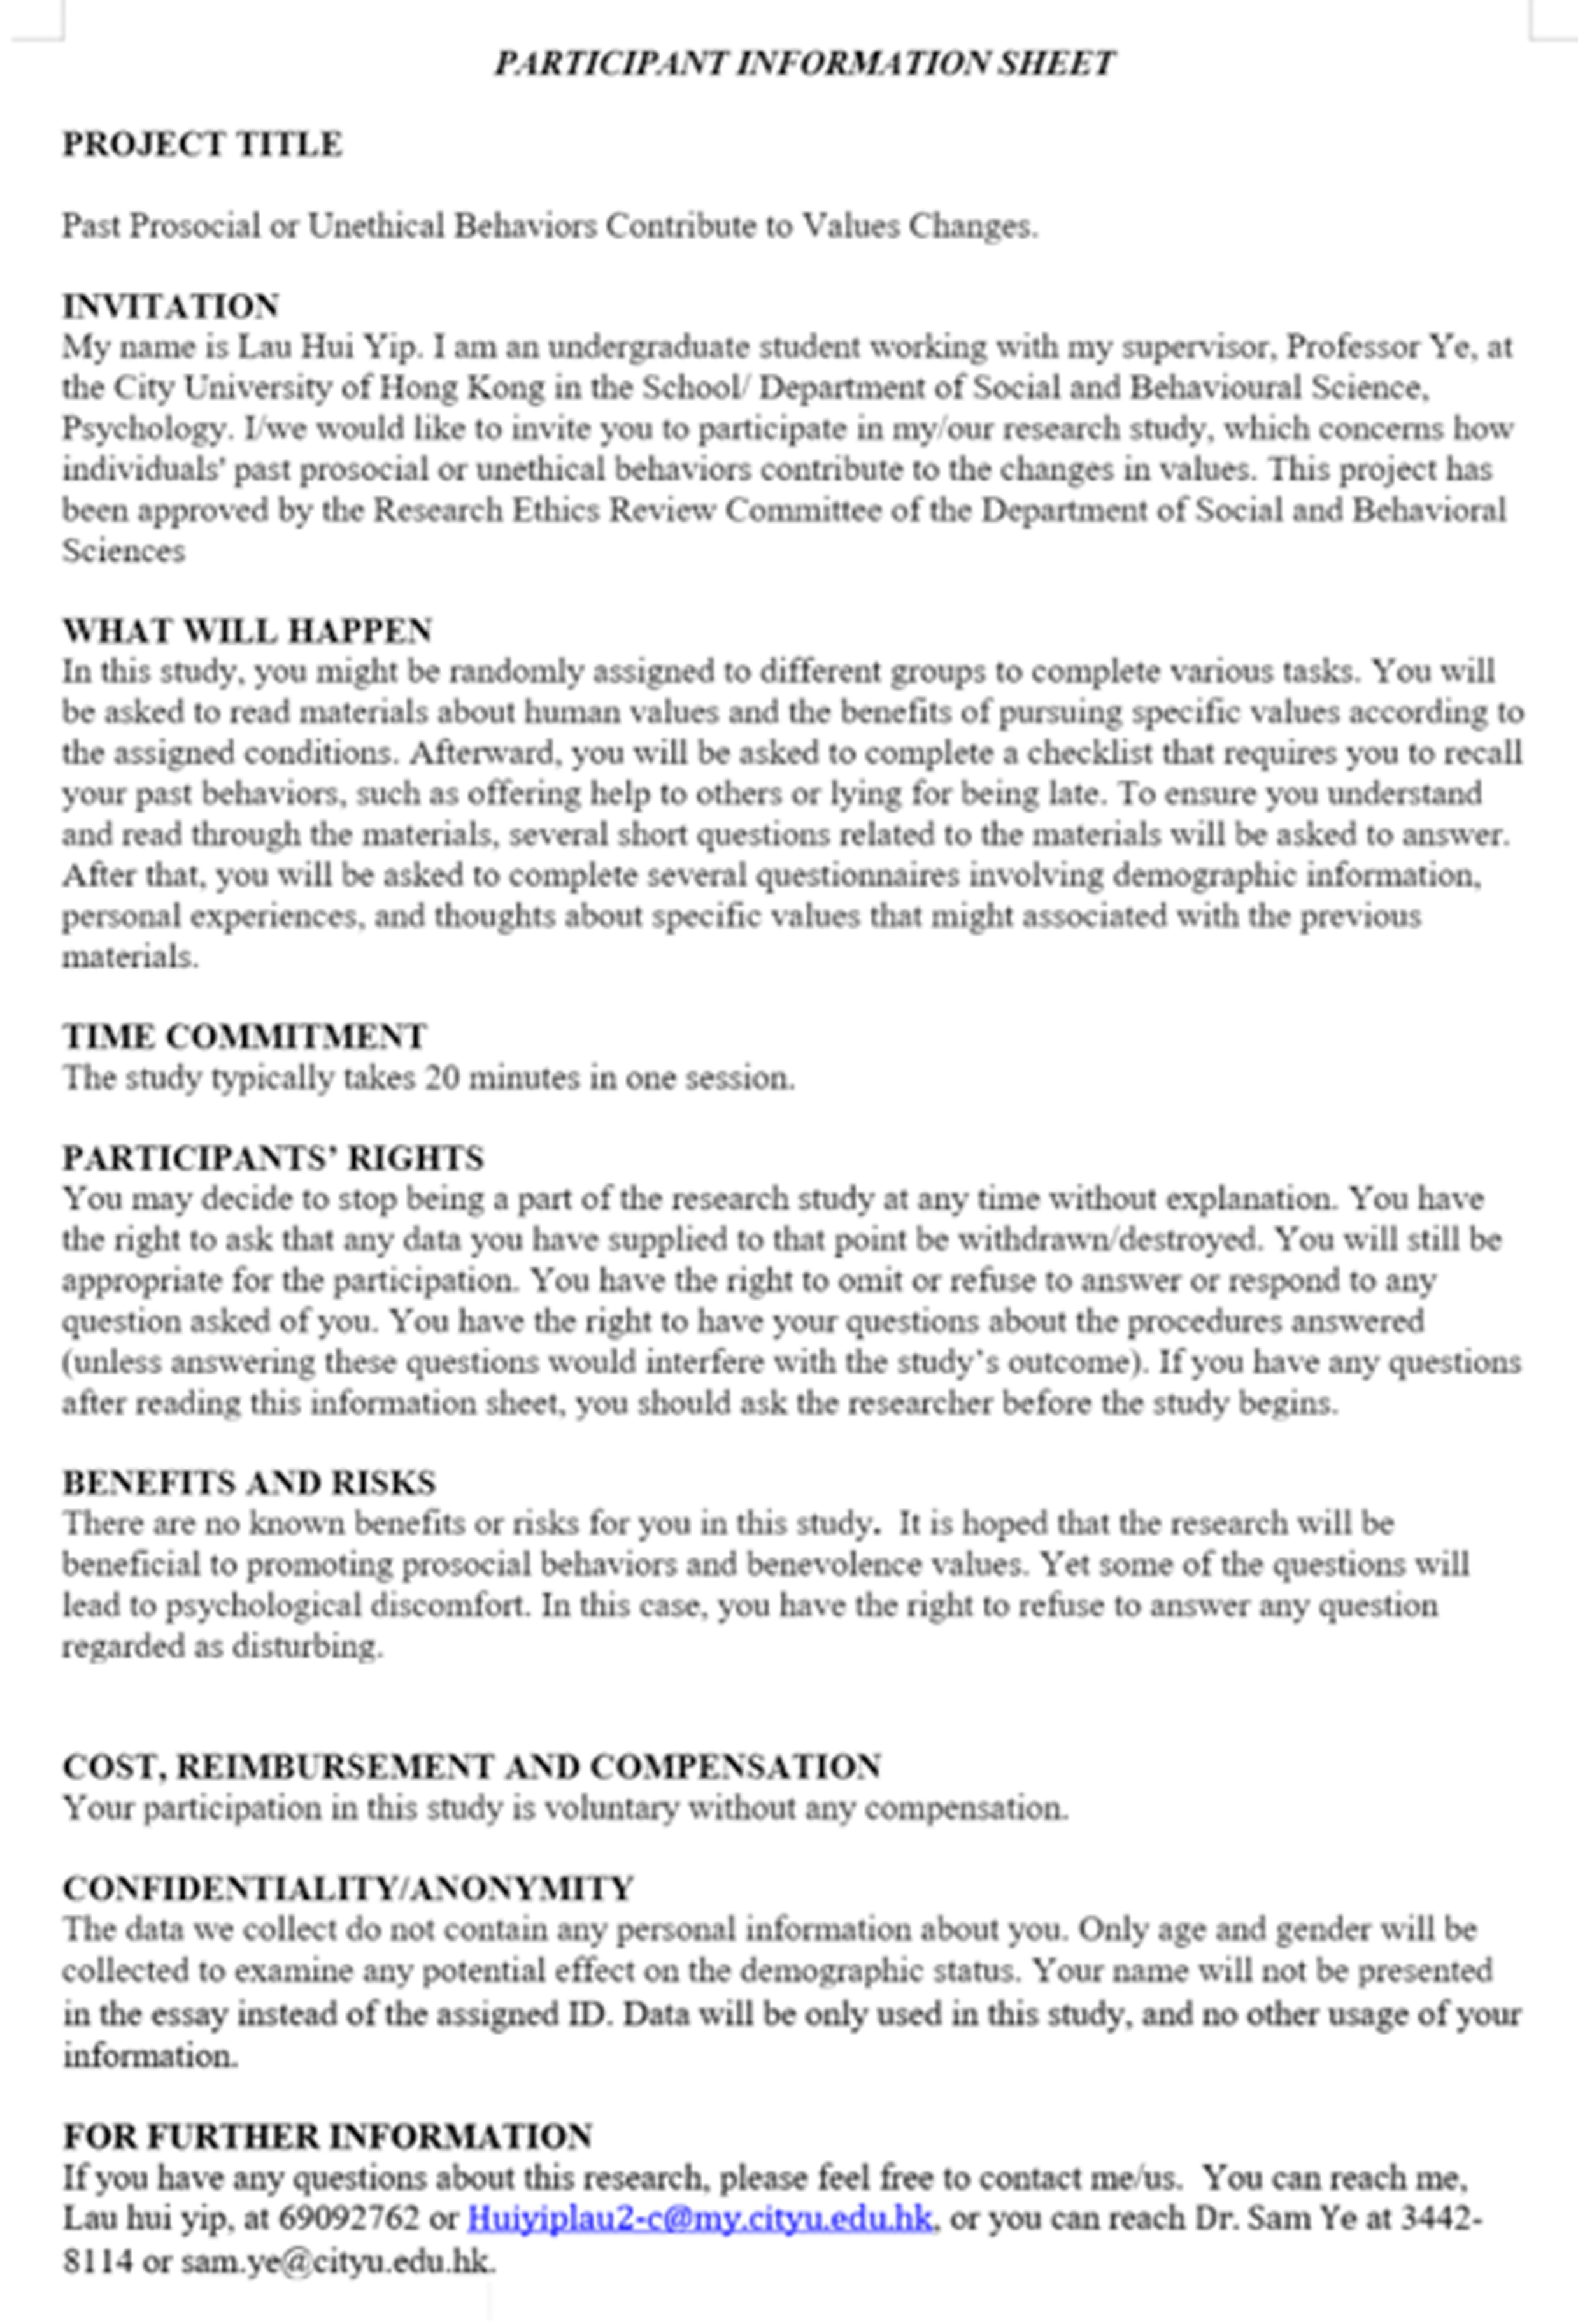 PARTICIPANT INFORMATION SHEET
PROJECT TITLE
Past Prosocial or Unethical Behaviors Contribute to Values Changes.
INVITATION
My name is Lau Hui Yip. I am an undergraduate student working with my supervisor, Professor Ye, at
the City University of Hong Kong in the School/ Department of Social and Behavioural Science,
Psychology. I/we would like to invite you to participate in my/our research study, which concerns how
individuals' past prosocial or unethical behaviors contribute to the changes in values. This project has
been approved by the Research Ethics Review Committee of the Department of Social and Behavioral
Sciences
WHAT WILL HAPPEN
In this study, you might be randomly assigned to different groups to complete various tasks. You will
be asked to read materials about human values and the benefits of pursuing specific values according to
the assigned conditions. Afterward, you will be asked to complete a checklist that requires you to recall
your past behaviors, such as offering help to others or lying for being late. To ensure you understand
and read through the materials, several short questions related to the materials will be asked to answer.
After that, you will be asked to complete several questionnaires involving demographic information,
personal experiences, and thoughts about specific values that might associated with the previous
materials.
TIME COMMITMENT
The study typically takes 20 minutes in one session.
PARTICIPANTS’ RIGHTS
You may decide to stop being a part of the research study at any time without explanation. You have
the right to ask that any data you have supplied to that point be withdrawn/destroyed. You will still be
appropriate for the participation. You have the right to omit or refuse to answer or respond to any
question asked of you. You have the right to have your questions about the procedures answered
(unless answering these questions would interfere with the study’s outcome). If you have any questions
after reading this information sheet, you should ask the researcher before the study begins.
BENEFITS AND RISKS
There are no known benefits or risks for you in this study. It is hoped that the research will be
beneficial to promoting prosocial behaviors and benevolence values. Yet some of the questions will
lead to psychological discomfort. In this case, you have the right to refuse to answer any question
regarded as disturbing.
COST, REIMBURSEMENT AND COMPENSATION
Your participation in this study is voluntary without any compensation.
CONFIDENTIALITY/ANONYMITY
The data we collect do not contain any personal information about you. Only age and gender will be
collected to examine any potential effect on the demographic status. Your name will not be presented
in the essay instead of the assigned ID. Data will be only used in this study, and no other usage of your
information.
FOR FURTHER INFORMATION
If you have any questions about this research, please feel free to contact me/us. You can reach me,
Lau hui yip, at 69092762 or Huiyiplau2-c@my.cityu.edu.hk, or you can reach Dr. Sam Ye at 3442-
8114 or sam.ye@cityu.edu.hk.